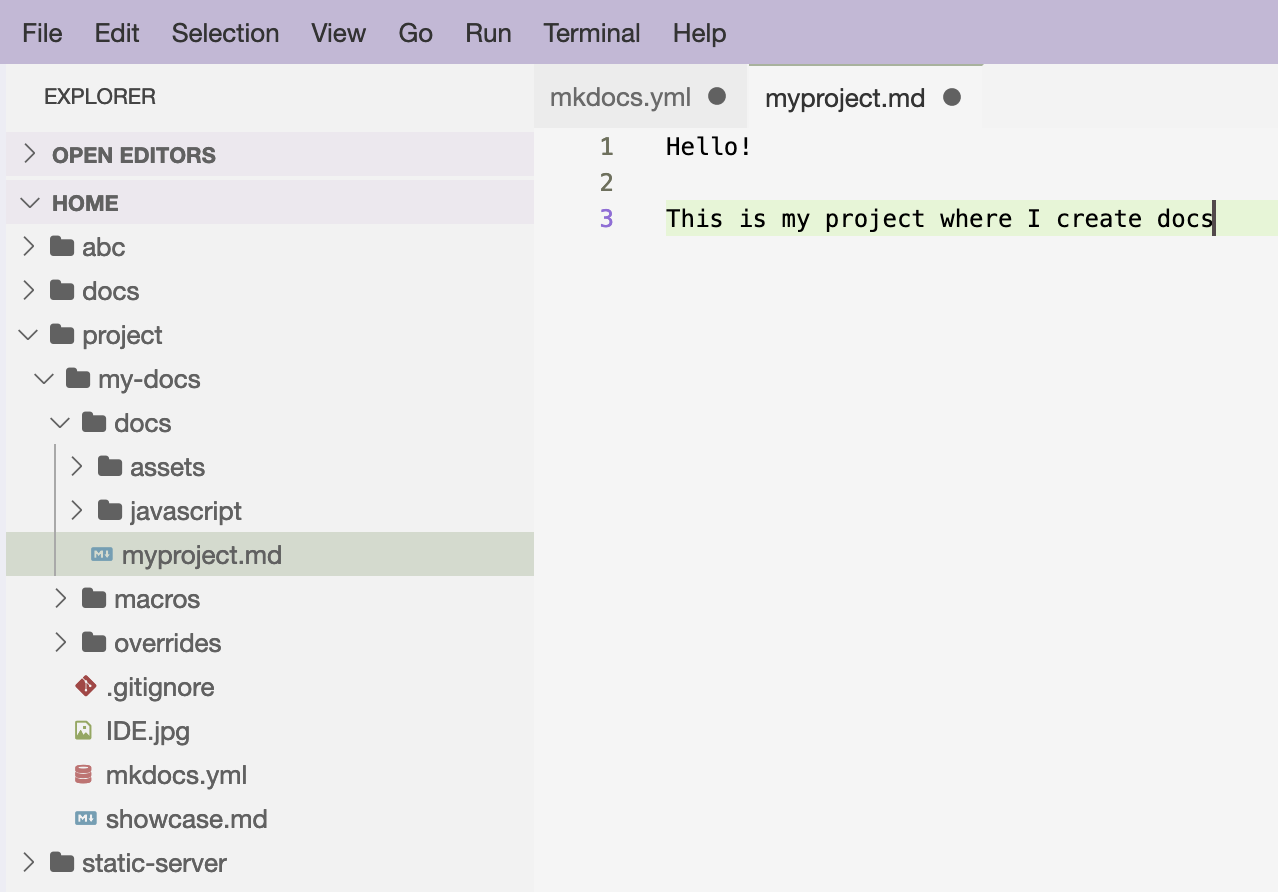 File Edit Selection View Go Run Terminal Help
EXPLORER
OPEN EDITORS
HOME
abc
docs
project
my-docs
docs
assets
javascript
myproject.md
macros
overrides
.gitignore
IDE.jpg
mkdocs.yml
showcase.md
static-server
mkdocs.yml myproject.md
1 Hello!
2
3 This is my project where I create docs